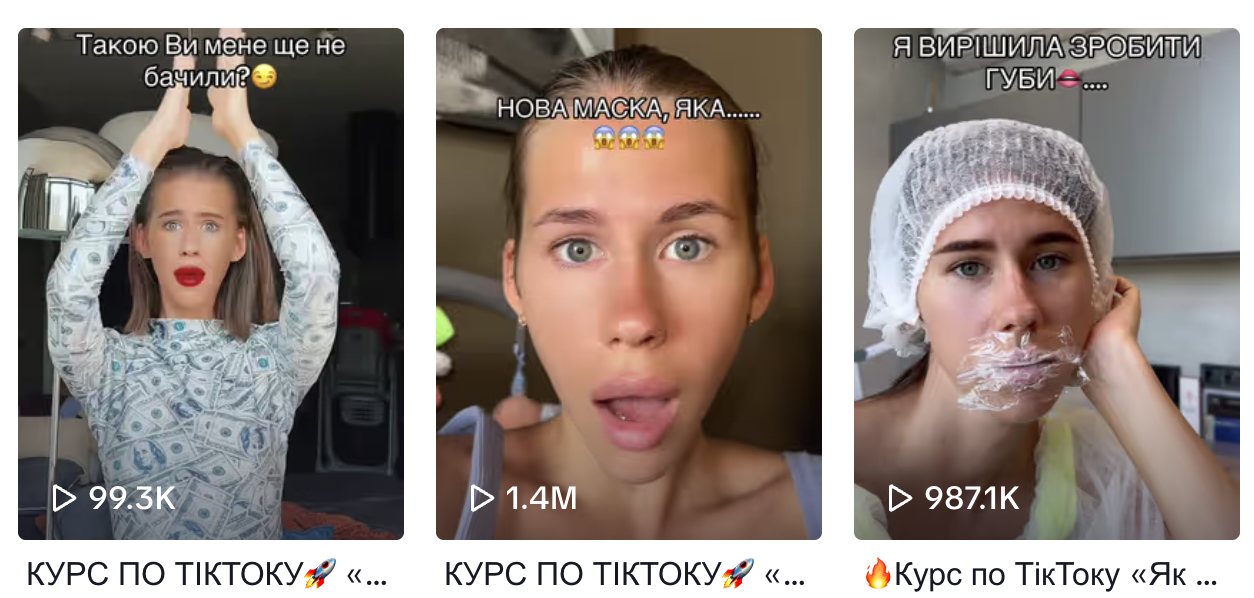 Такою Ви мене ще не
бачили?😏
99.3K
КУРС ПО ТІКТОКУ🚀 «...
НОВА МАСКА, ЯКА......
😱😱😱
1.4M
КУРС ПО ТІКТОКУ🚀 «...
Я ВИРІШИЛА ЗРОБИТИ
ГУБИ👄....
987.1K
🔥Курс по ТікТоку «Як ...